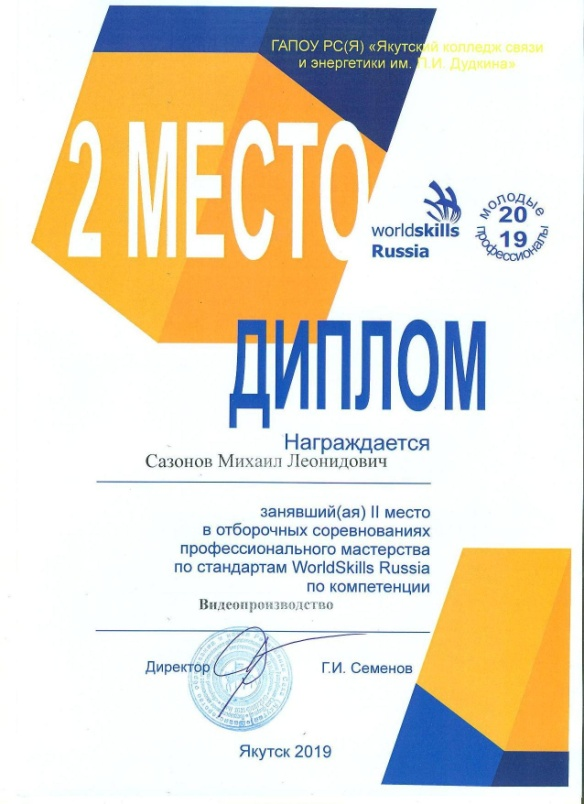 ГАПОУ РС(Я) «Якутский колледж связи
и энергетики им. П.И. Дудкина»
2 МЕСТО
worldskills
Russia
МОЛОДЫЕ
2019
профессионалы
ДИПЛОМ
Награждается
Сазонов Михаил Леонидович
занявший(ая) II место
в отборочных соревнованиях
профессионального мастерства
по стандартам WorldSkills Russia
по компетенции
Видеопроизводство
Директор
Г.И. Семенов
Якутск 2019